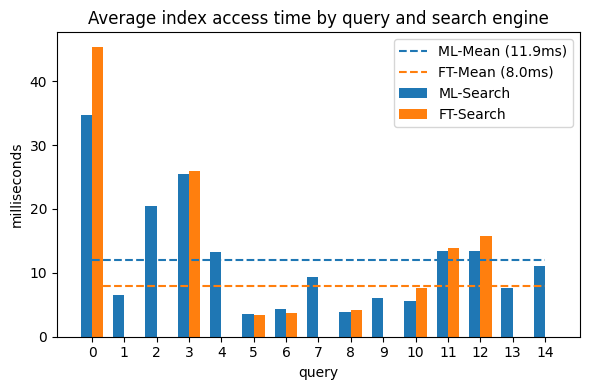 Average index access time by query and search engine
ML-Mean (11.9ms)
FT-Mean (8.0ms)
ML-Search
FT-Search
milliseconds
40
30
20
10
0
0 1 2 3 4 5 6 7 8 9 10 11 12 13 14
query